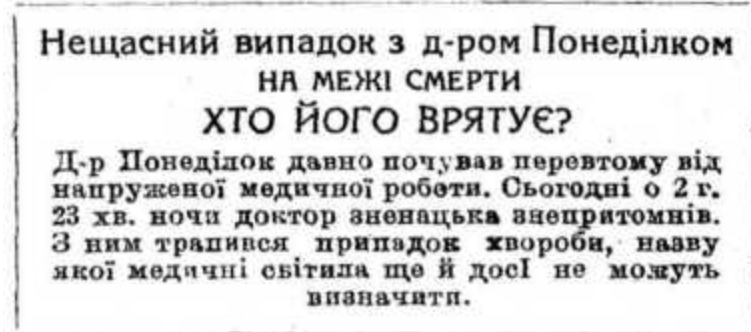 Нещасний випадок з д-ром Понеділком
НА МЕЖІ СМЕРТИ
ХТО ЙОГО ВРЯТУЄ?
Д-р Понеділок давно почував перевтому від
напруженої медичної роботи. Сьогодні о 2 г.
23 хв. ночи доктор зненацька знепритомнів.
З ним трапився припадок хвороби, назву
якої медичні світила ще й досІ не можуть
визначити.